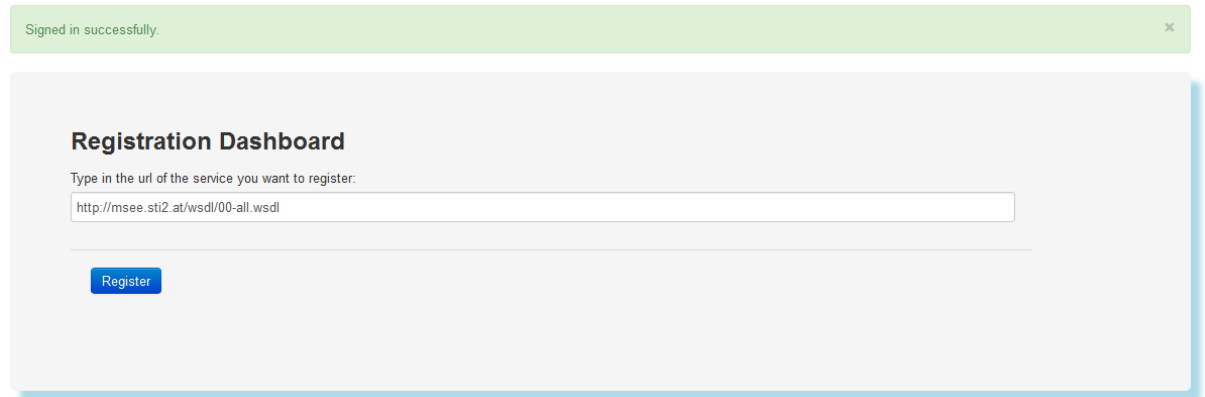 Signed in successfully.
×
Registration Dashboard
Type in the url of the service you want to register:
http://msee.sti2.at/wsdl/00-all.wsdl
Register